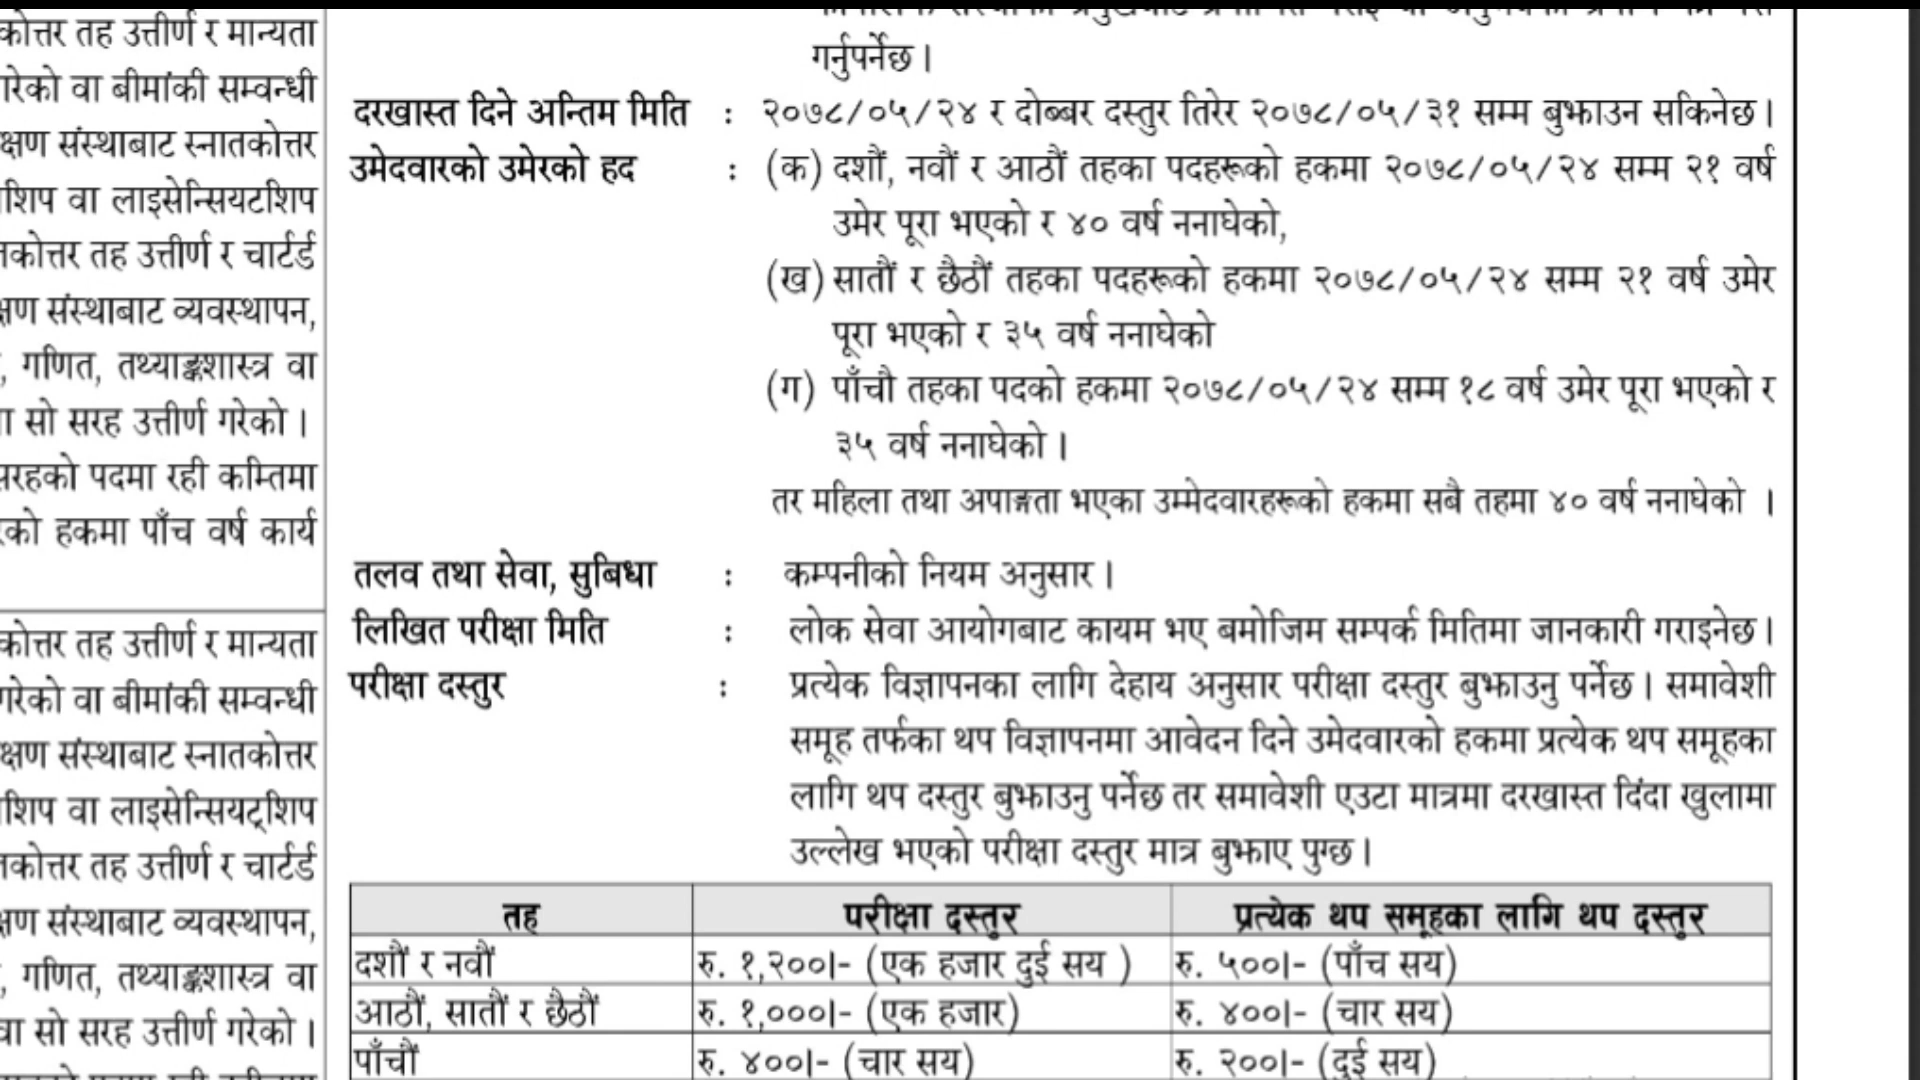 कोत्तर तह उत्तीर्ण र मान्यता
गरेको वा बीमांकी सम्वन्धी
क्षण संस्थाबाट स्नातकोत्तर
शिप वा लाइसेन्सियटशिप
तकोत्तर तह उत्तीर्ण र चार्टर्ड
क्षण संस्थाबाट व्यवस्थापन,
, गणित, तथ्याङ्कशास्त्र वा
वा सो सरह उत्तीर्ण गरेको ।
सरहको पदमा रही कम्तिमा
रको हकमा पाँच वर्ष कार्य
कोत्तर तह उत्तीर्ण र मान्यता
गरेको वा बीमांकी सम्वन्धी
क्षण संस्थाबाट स्नातकोत्तर
शिप वा लाइसेन्सियट्शिप
तकोत्तर तह उत्तीर्ण र चार्टर्ड
क्षण संस्थाबाट व्यवस्थापन,
, गणित, तथ्याङ्कशास्त्र वा
वा सो सरह उत्तीर्ण गरेको ।
गर्नुपर्नेछ ।
दरखास्त दिने अन्तिम मिति : २०७८/०५/२४ र दोब्बर दस्तुर तिरेर २०७८/०५/३१ सम्म बुझाउन सकिनेछ ।
उमेदवारको उमेरको हद : (क) दशौं, नवौं र आठौं तहका पदहरूको हकमा २०७८/०५/२४ सम्म २१ वर्ष
उमेर पूरा भएको र ४० वर्ष ननाघेको,
(ख) सातौं र छैठौं तहका पदहरूको हकमा २०७८/०५/२४ सम्म २१ वर्ष उमेर
पूरा भएको र ३५ वर्ष ननाघेको
(ग) पाँचौ तहका पदको हकमा २०७८/०५/२४ सम्म १८ वर्ष उमेर पूरा भएको र
३५ वर्ष ननाघेको ।
तर महिला तथा अपाङ्गता भएका उम्मेदवारहरूको हकमा सबै तहमा ४० वर्ष ननाघेको ।
तलव तथा सेवा, सुबिधा : कम्पनीको नियम अनुसार ।
लिखित परीक्षा मिति : लोक सेवा आयोगबाट कायम भए बमोजिम सम्पर्क मितिमा जानकारी गराइनेछ ।
परीक्षा दस्तुर : प्रत्येक विज्ञापनका लागि देहाय अनुसार परीक्षा दस्तुर बुझाउनु पर्नेछ । समावेशी
समूह तर्फका थप विज्ञापनमा आवेदन दिने उमेदवारको हकमा प्रत्येक थप समूहका
लागि थप दस्तुर बुझाउनु पर्नेछ तर समावेशी एउटा मात्रमा दरखास्त दिंदा खुलामा
उल्लेख भएको परीक्षा दस्तुर मात्र बुझाए पुग्छ ।
तह परीक्षा दस्तुर प्रत्येक थप समूहका लागि थप दस्तुर
दशौं र नवौं रु. १,२००।- (एक हजार दुई सय ) रु. ५००।- (पाँच सय)
आठौं, सातौं र छैठौं रु. १,०००।- (एक हजार) रु. ४००।- (चार सय)
पाँचौं रु. ४००।- (चार सय) रु. २००।- (दुई सय)